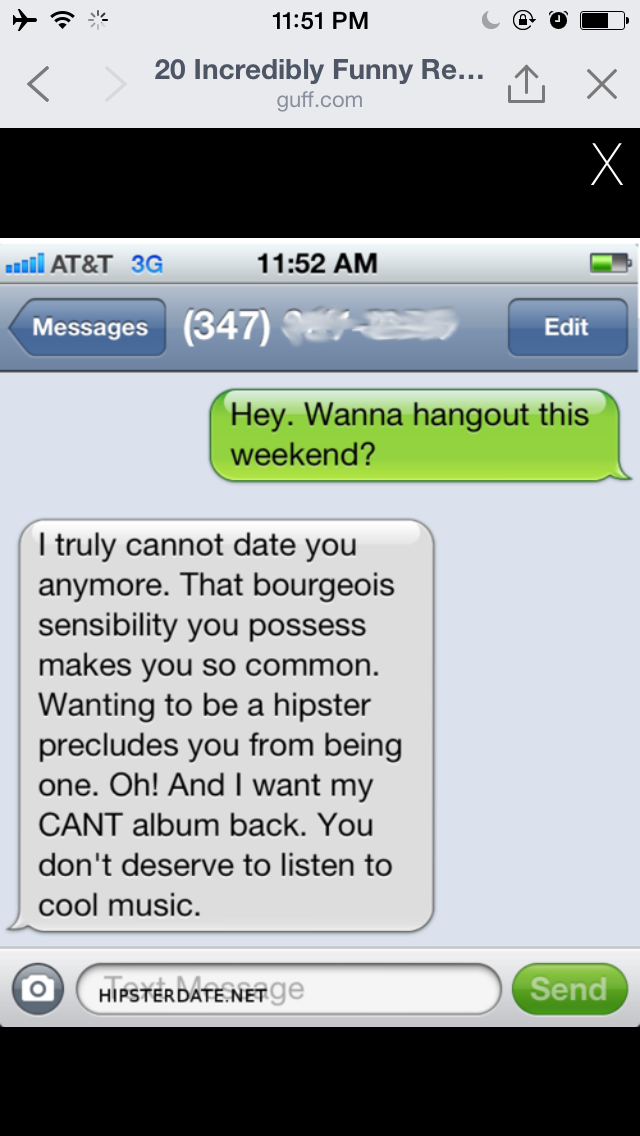 11:51 PM
20 Incredibly Funny Re...
guff.com
X
AT&T 3G 11:52 AM
Messages (347) Edit
Hey. Wanna hangout this
weekend?
I truly cannot date you
anymore. That bourgeois
sensibility you possess
makes you so common.
Wanting to be a hipster
precludes you from being
one. Oh! And I want my
CANT album back. You
don't deserve to listen to
cool music.
Text Message Send
HIPSTERDATE.NET